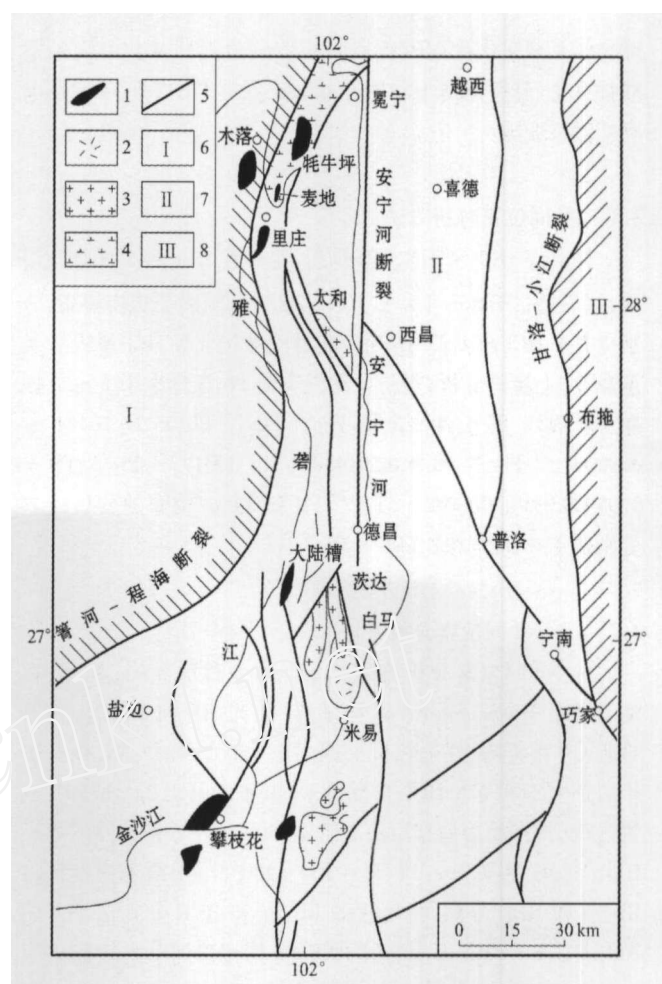 102°
1
5
2
Ⅰ
6
3
Ⅱ
7
4
Ⅲ
8
越西
冕宁
木落
牦牛坪
麦地
里庄
安宁河断裂
喜德
Ⅱ
甘洛-小江断裂
Ⅲ
28°
太和
雅
西昌
安
Ⅰ
布拖
宁
砻
河
德昌
普洛
大陆槽
茨达
箐河-程海断裂
白马
27°
江
宁南
27°
盐边
米易
巧家
金沙江
攀枝花
0 15 30 km
102°